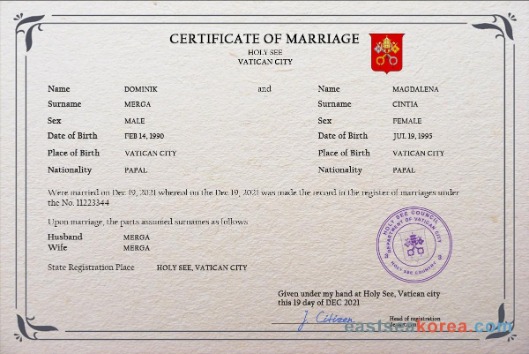 CERTIFICATE OF MARRIAGE
HOLY SEE
VATICAN CITY
Name DOMINIK and Name MAGDALENA
Surname MERGA Surname CINTIA
Sex MALE Sex FEMALE
Date of Birth FEB 14, 1990 Date of Birth JUL 19, 1995
Place of Birth VATICAN CITY Place of Birth VATICAN CITY
Nationality PAPAL Nationality PAPAL
Were married on Dec 19, 2021 whereal on the Dec 19, 2021 was made the record in the register of marriages under
the No. 11223344
Upon marriage, the parts assumed surnames as follows
Husband MERGA
Wife MERGA
State Registration Place HOLY SEE, VATICAN CITY
HOLY SEE COUNCIL
DEPARTMENT OF VATICAN CITY
HOLY SEE COUNTRY
Given under my hand at Holy See, Vatican city
this 19 day of DEC 2021
J. Citizen
Head of registration
eastseakorea.com